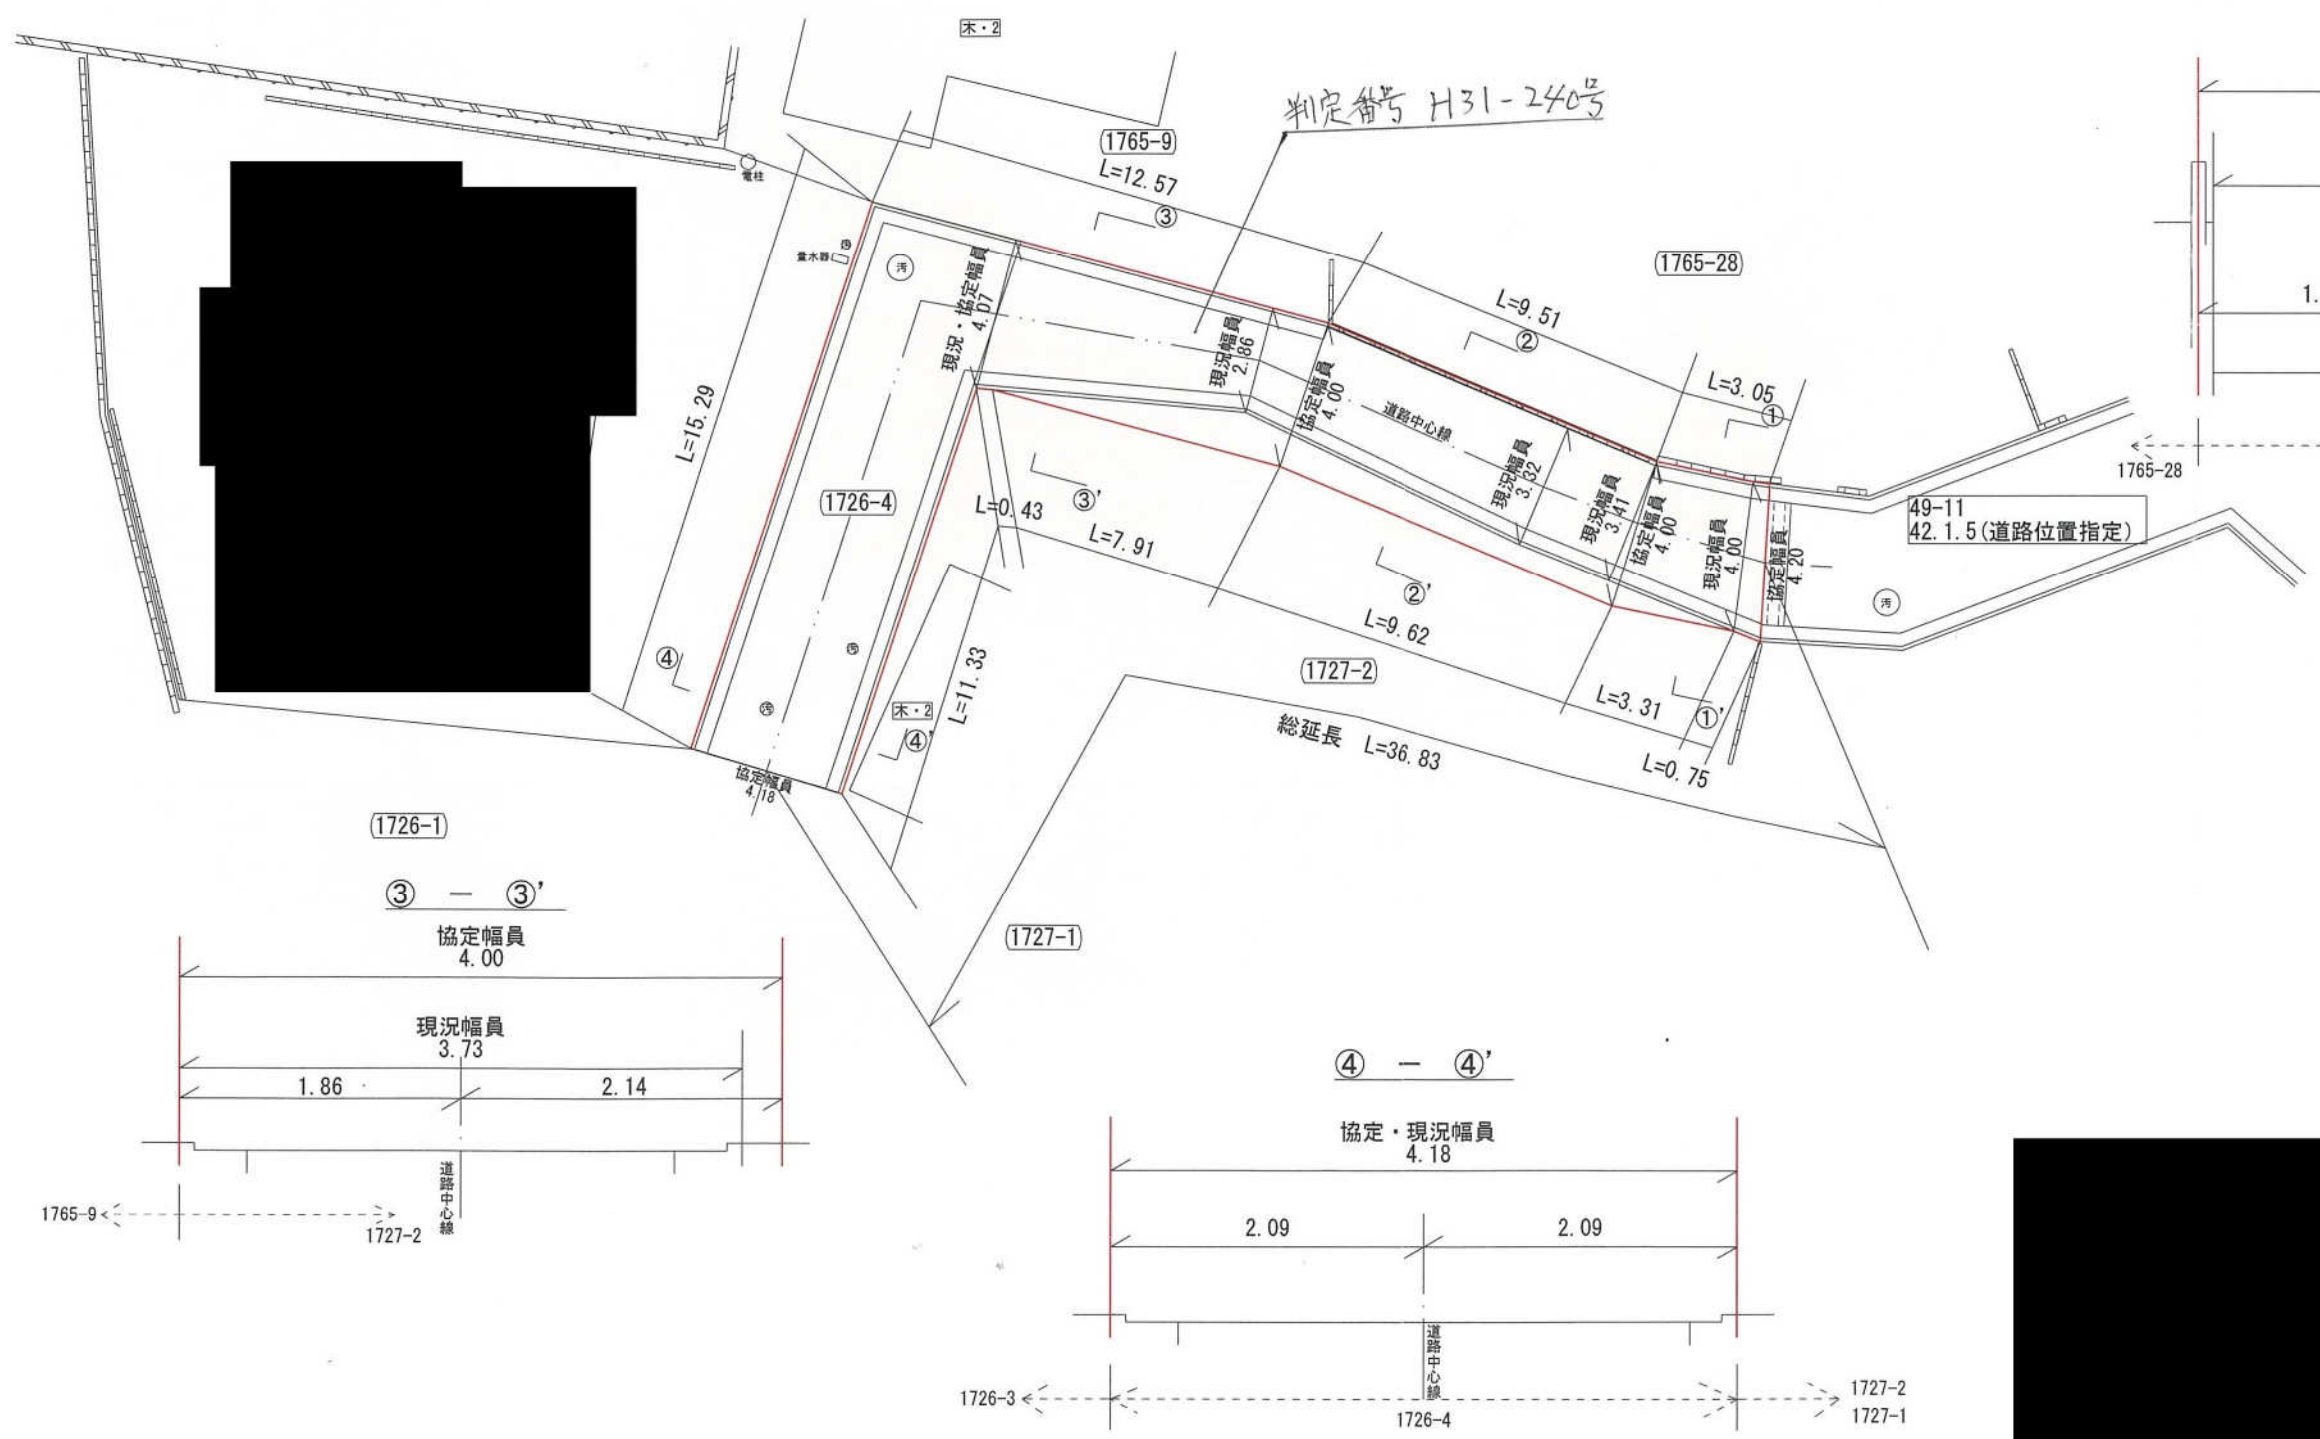 木・2
判定番号 H31-240号
(1765-9)
L=12.57
電柱
③
(1765-28)
量水器
汚
現況・協定幅員
4.07
L=9.51
②
1.
現況幅員
2.86
協定幅員
4.00
L=3.05
①
道路中心線
L=15.29
現況幅員
3.32
1765-28
(1726-4)
③'
L=0.43
現況幅員
3.41
協定幅員
4.00
現況幅員
4.00
協定幅員
4.20
49-11
42.1.5(道路位置指定)
L=7.91
②'
汚
L=9.62
汚
④
(1727-2)
L=11.33
木・2
④'
汚
L=3.31
①'
総延長 L=36.83
L=0.75
協定幅員
4.18
(1726-1)
③ — ③'
協定幅員
4.00
(1727-1)
現況幅員
3.73
1.86
2.14
道路中心線
1765-9
1727-2
④ — ④'
協定・現況幅員
4.18
2.09
2.09
道路中心線
1726-3
1726-4
1727-2
1727-1